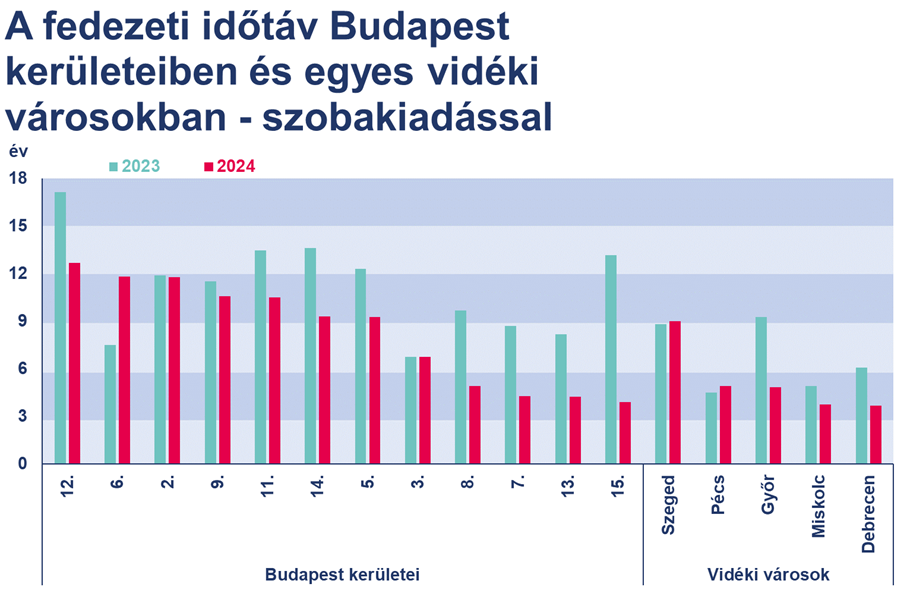 A fedezeti időtáv Budapest
kerületeiben és egyes vidéki
városokban - szobakiadással
év
2023 2024
18
15
12
9
6
3
0
12. 6. 2. 9. 11. 14. 5. 3. 8. 7. 13. 15. Szeged Pécs Győr Miskolc Debrecen
Budapest kerületei Vidéki városok